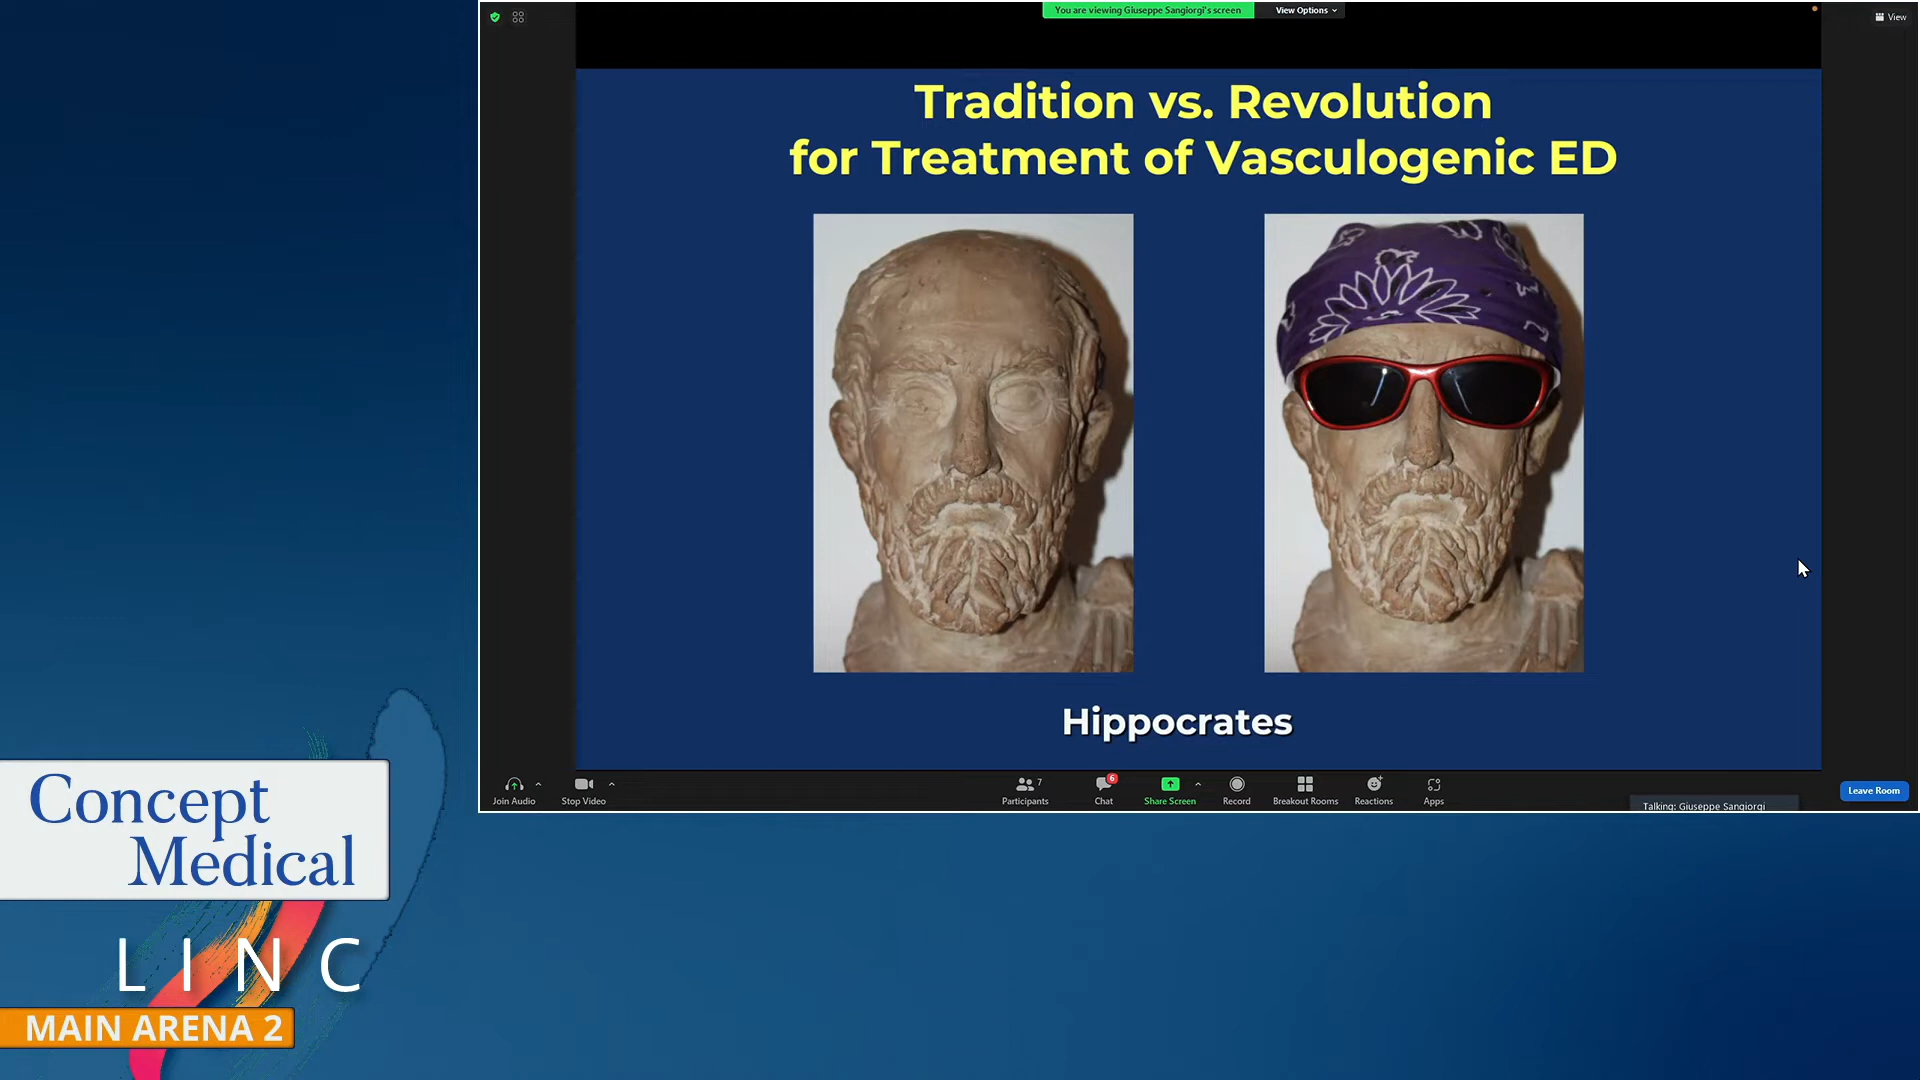 You are viewing Giuseppe Sangiorgi's screen
View Options
View
Tradition vs. Revolution
for Treatment of Vasculogenic ED
Hippocrates
Join Audio
Stop Video
Participants
7
Chat
6
Share Screen
Record
Breakout Rooms
Reactions
Apps
Talking: Giuseppe Sangiorgi
Leave Room
Concept
Medical
LINC
MAIN ARENA 2